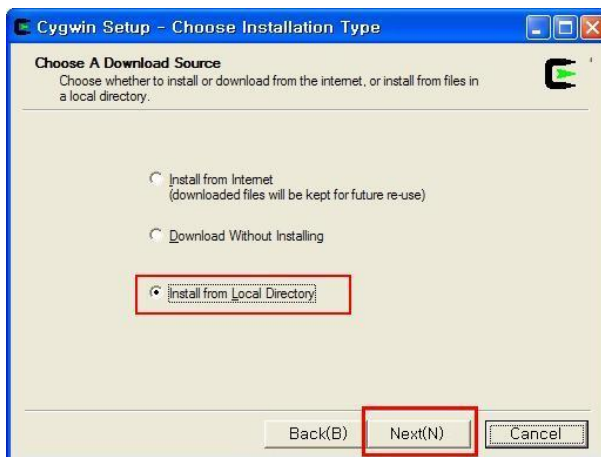 Cygwin Setup - Choose Installation Type
Choose A Download Source
Choose whether to install or download from the internet, or install from files in
a local directory.
Install from Internet
(downloaded files will be kept for future re-use)
Download Without Installing
Install from Local Directory
Back(B) Next(N) Cancel